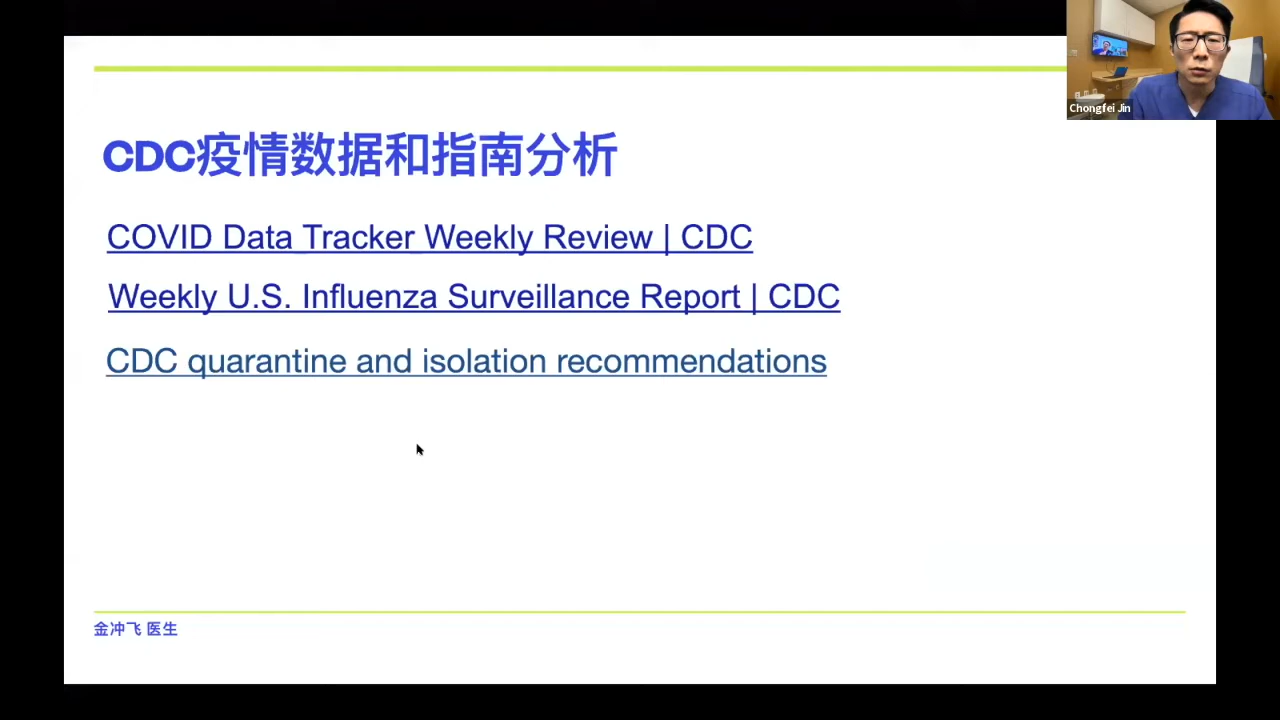 Chongfei Jin
CDC疫情数据和指南分析
COVID Data Tracker Weekly Review | CDC
Weekly U.S. Influenza Surveillance Report | CDC
CDC quarantine and isolation recommendations
金冲飞 医生